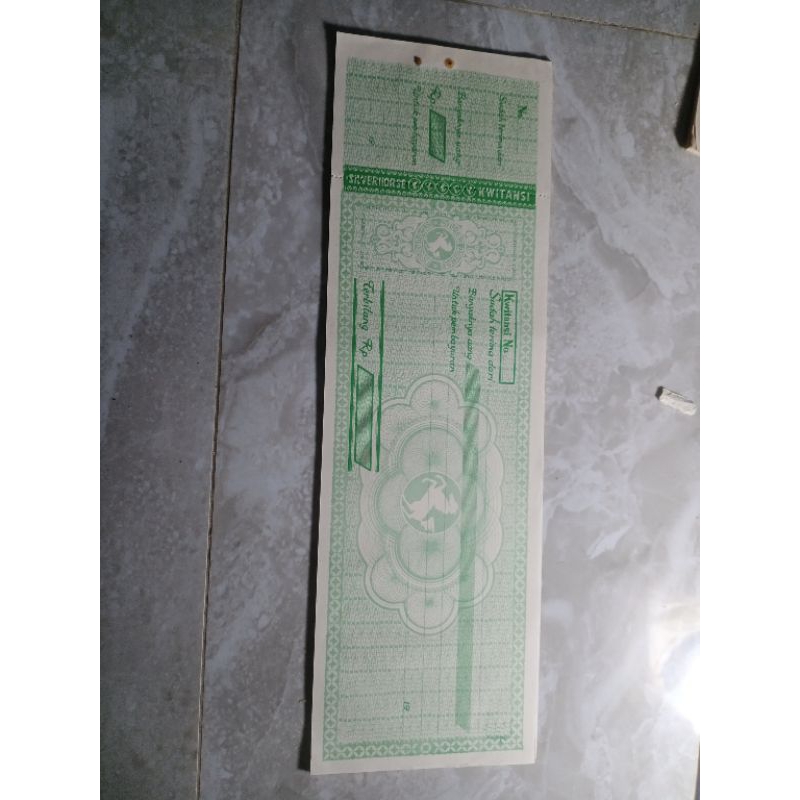 No.
Sudah terima dari
Banyaknya uang
Rp.
Untuk pembayaran
SILVERHORSE KWITANSI
Kwitansi No.
Sudah terima dari
Banyaknya uang
Untuk pembayaran
Terbilang Rp.
19